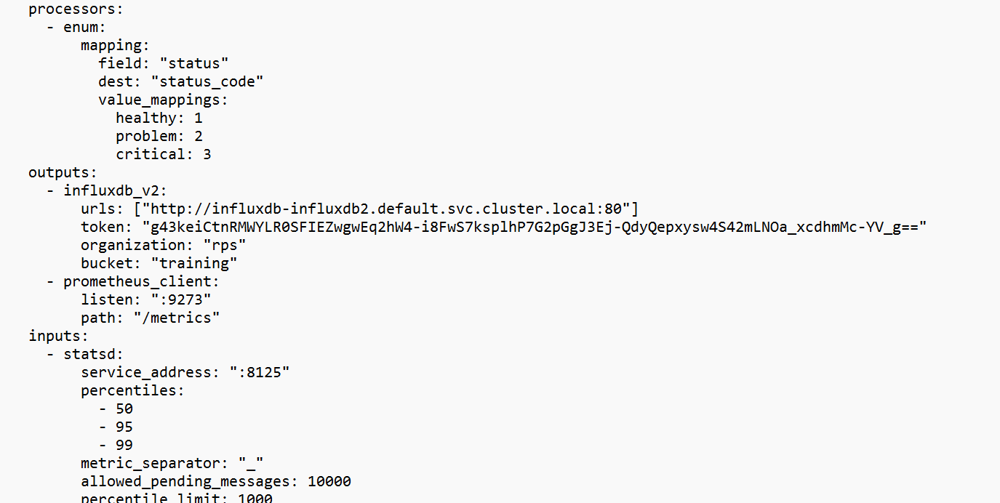 processors:
  - enum:
      mapping:
        field: "status"
        dest: "status_code"
        value_mappings:
          healthy: 1
          problem: 2
          critical: 3
outputs:
  - influxdb_v2:
      urls: ["http://influxdb-influxdb2.default.svc.cluster.local:80"]
      token: "g43keiCtnRMWYLR0SFIEZwgwEq2hW4-i8FwS7ksplhP7G2pGgJ3Ej-QdyQepxysw4S42mLNOa_xcdhmMc-YV_g=="
      organization: "rps"
      bucket: "training"
  - prometheus_client:
      listen: ":9273"
      path: "/metrics"
inputs:
  - statsd:
      service_address: ":8125"
      percentiles:
        - 50
        - 95
        - 99
      metric_separator: "_"
      allowed_pending_messages: 10000
      percentile_limit: 1000